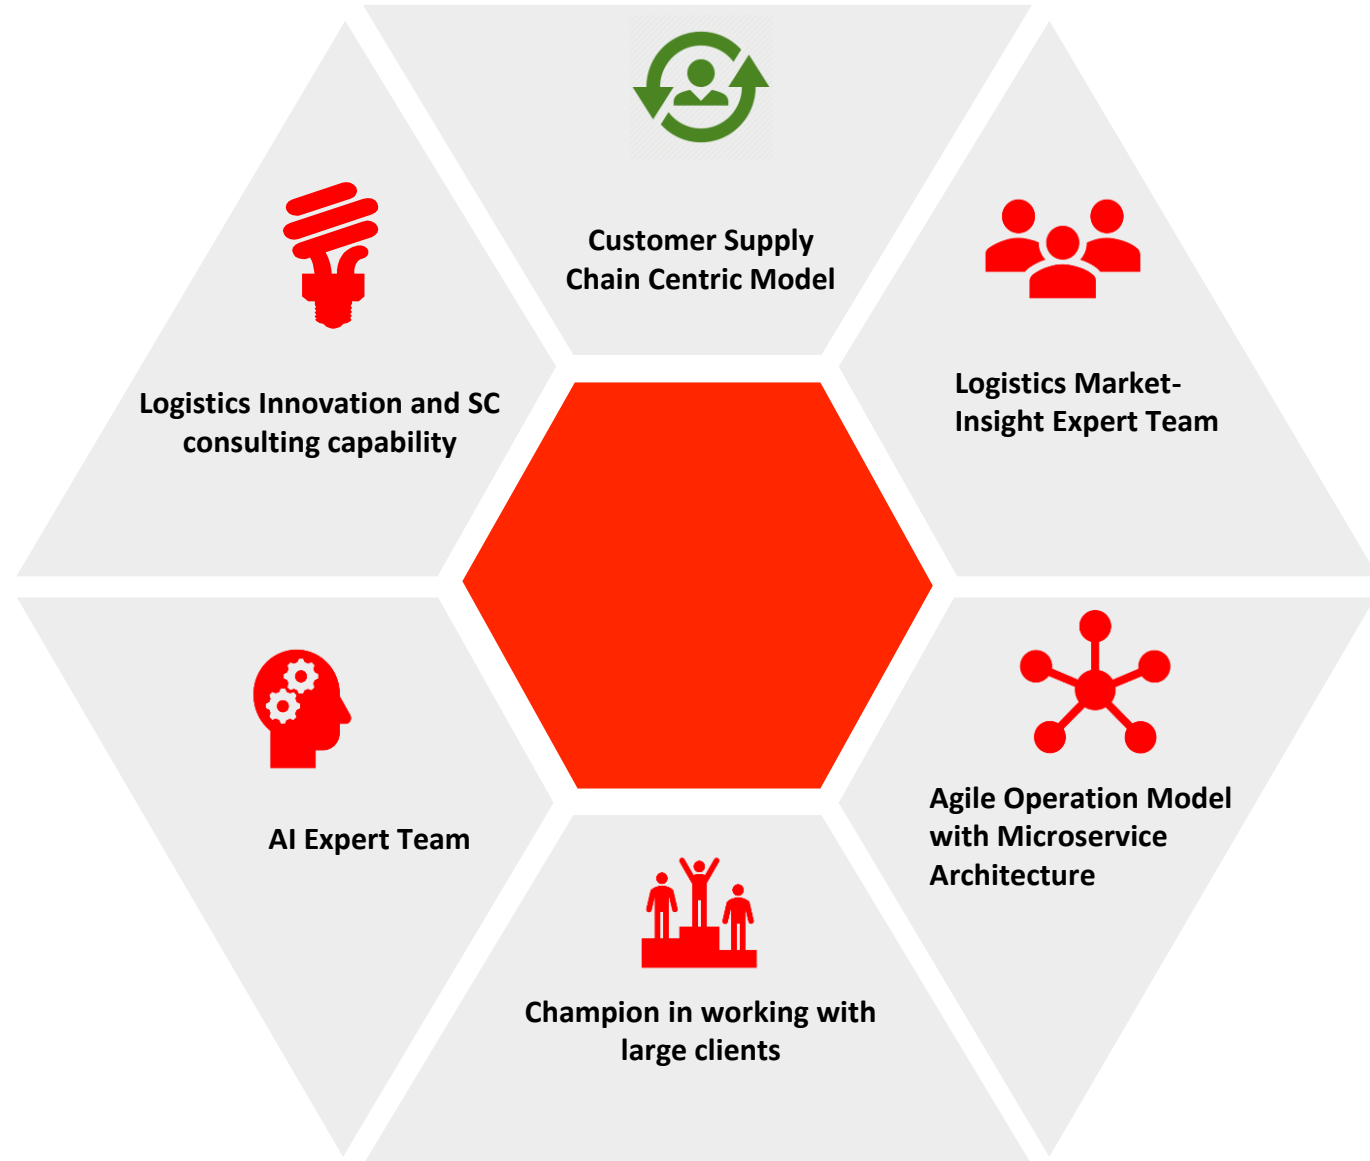 Customer Supply
Chain Centric Model
Logistics Market-
Insight Expert Team
Logistics Innovation and SC
consulting capability
Agile Operation Model
with Microservice
Architecture
AI Expert Team
Champion in working with
large clients